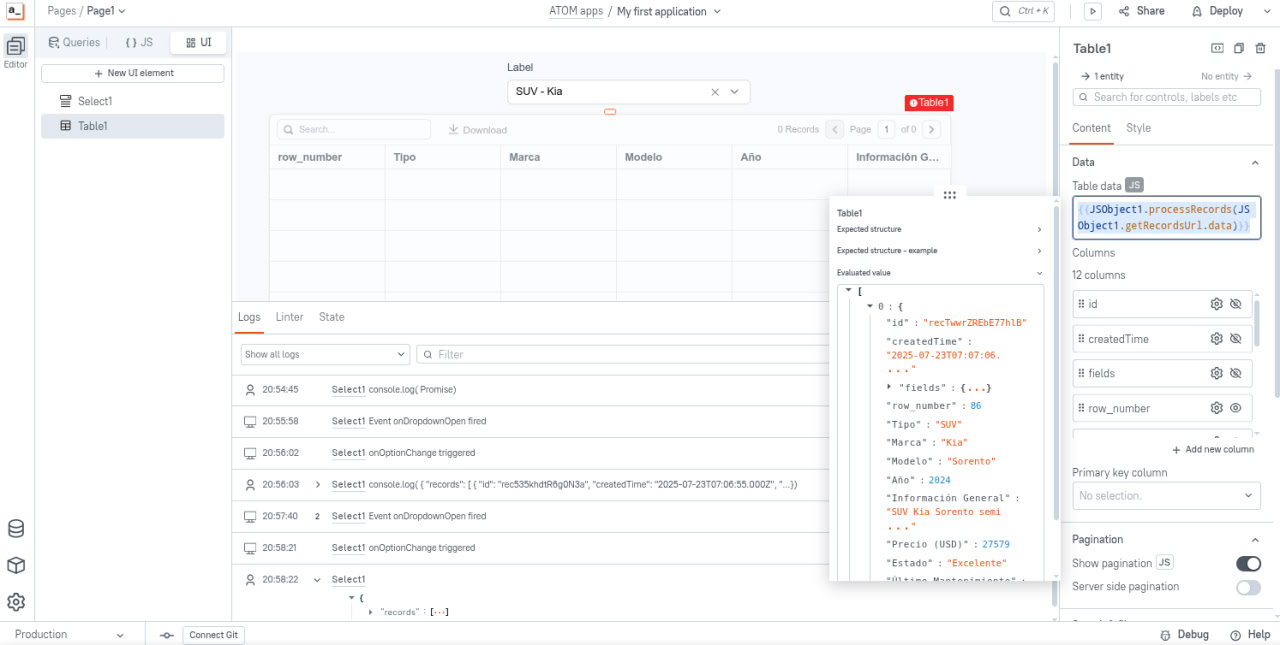 a_
Pages / Page1
ATOM apps / My first application
Ctrl + K
Share
Deploy
Editor
Queries
{ } JS
UI
+ New UI element
Select1
Table1
Label
SUV - Kia
Table1
Search...
Download
0 Records
Page 1 of 0
row_number Tipo Marca Modelo Año Información G...
Logs Linter State
Show all logs
Filter
20:54:45 Select1 console.log( Promise)
20:55:58 Select1 Event onDropdownOpen fired
20:56:02 Select1 onOptionChange triggered
20:56:03 Select1 console.log( { "records": [ { "id": "rec535khdtR6g0N3a", "createdTime": "2025-07-23T07:06:55.000Z", "...})
20:57:40 2 Select1 Event onDropdownOpen fired
20:58:21 Select1 onOptionChange triggered
20:58:22 Select1
{
"records" : [...]
Table1
Expected structure
Expected structure - example
Evaluated value
[
0 : {
"id" : "recTwwrZREbE77hlB"
"createdTime" :
"2025-07-23T07:07:06.
..."
"fields" : {...}
"row_number" : 86
"Tipo" : "SUV"
"Marca" : "Kia"
"Modelo" : "Sorento"
"Año" : 2024
"Información General" :
"SUV Kia Sorento semi
..."
"Precio (USD)" : 27579
"Estado" : "Excelente"
"Último Mantenimiento" :
Table1
1 entity
No entity
Search for controls, labels etc
Content Style
Data
Table data JS
{{JSObject1.processRecords(JS
Object1.getRecordsUrl.data)}}
Columns
12 columns
id
createdTime
fields
row_number
+ Add new column
Primary key column
No selection.
Pagination
Show pagination JS
Server side pagination
Production
Connect Git
Debug
Help